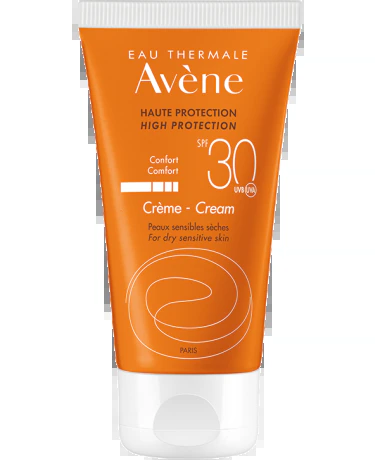 EAU THERMALE
Avène
HAUTE PROTECTION
HIGH PROTECTION
SPF 30
UVB UVA
Confort
Comfort
Crème - Cream
Peaux sensibles sèches
For dry sensitive skin
PARIS